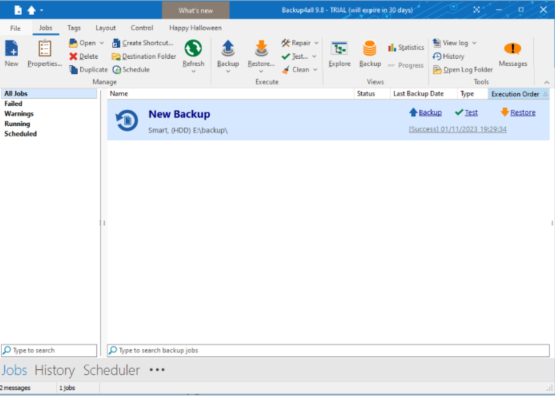 What's new
Backup4all 9.8 - TRIAL (will expire in 30 days)
File Jobs Tags Layout Control Happy Halloween
New
Properties...
Open
Delete
Duplicate
Create Shortcut...
Destination Folder
Schedule
Refresh
Backup
Restore...
Repair
Test...
Clean
Explore
Backup
Statistics
Progress
View log
History
Open Log Folder
Messages
Manage Execute Views Tools
All Jobs
Failed
Warnings
Running
Scheduled
Name Status Last Backup Date Type Execution Order
New Backup
Backup Test Restore
Smart, (HDD) E:\backup\
[Success] 01/11/2023 19:29:34
Type to search
Type to search backup jobs
Jobs History Scheduler •••
2 messages 1 jobs